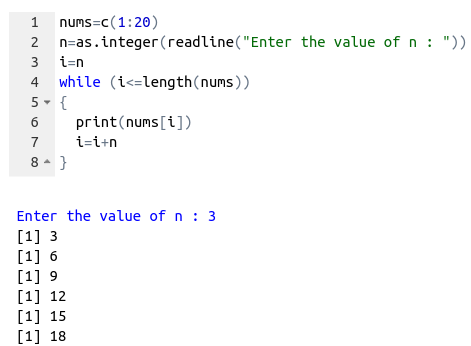 1 nums=c(1:20)
2 n=as.integer(readline("Enter the value of n : "))
3 i=n
4 while (i<=length(nums))
5 {
6   print(nums[i])
7   i=i+n
8 }
Enter the value of n : 3
[1] 3
[1] 6
[1] 9
[1] 12
[1] 15
[1] 18